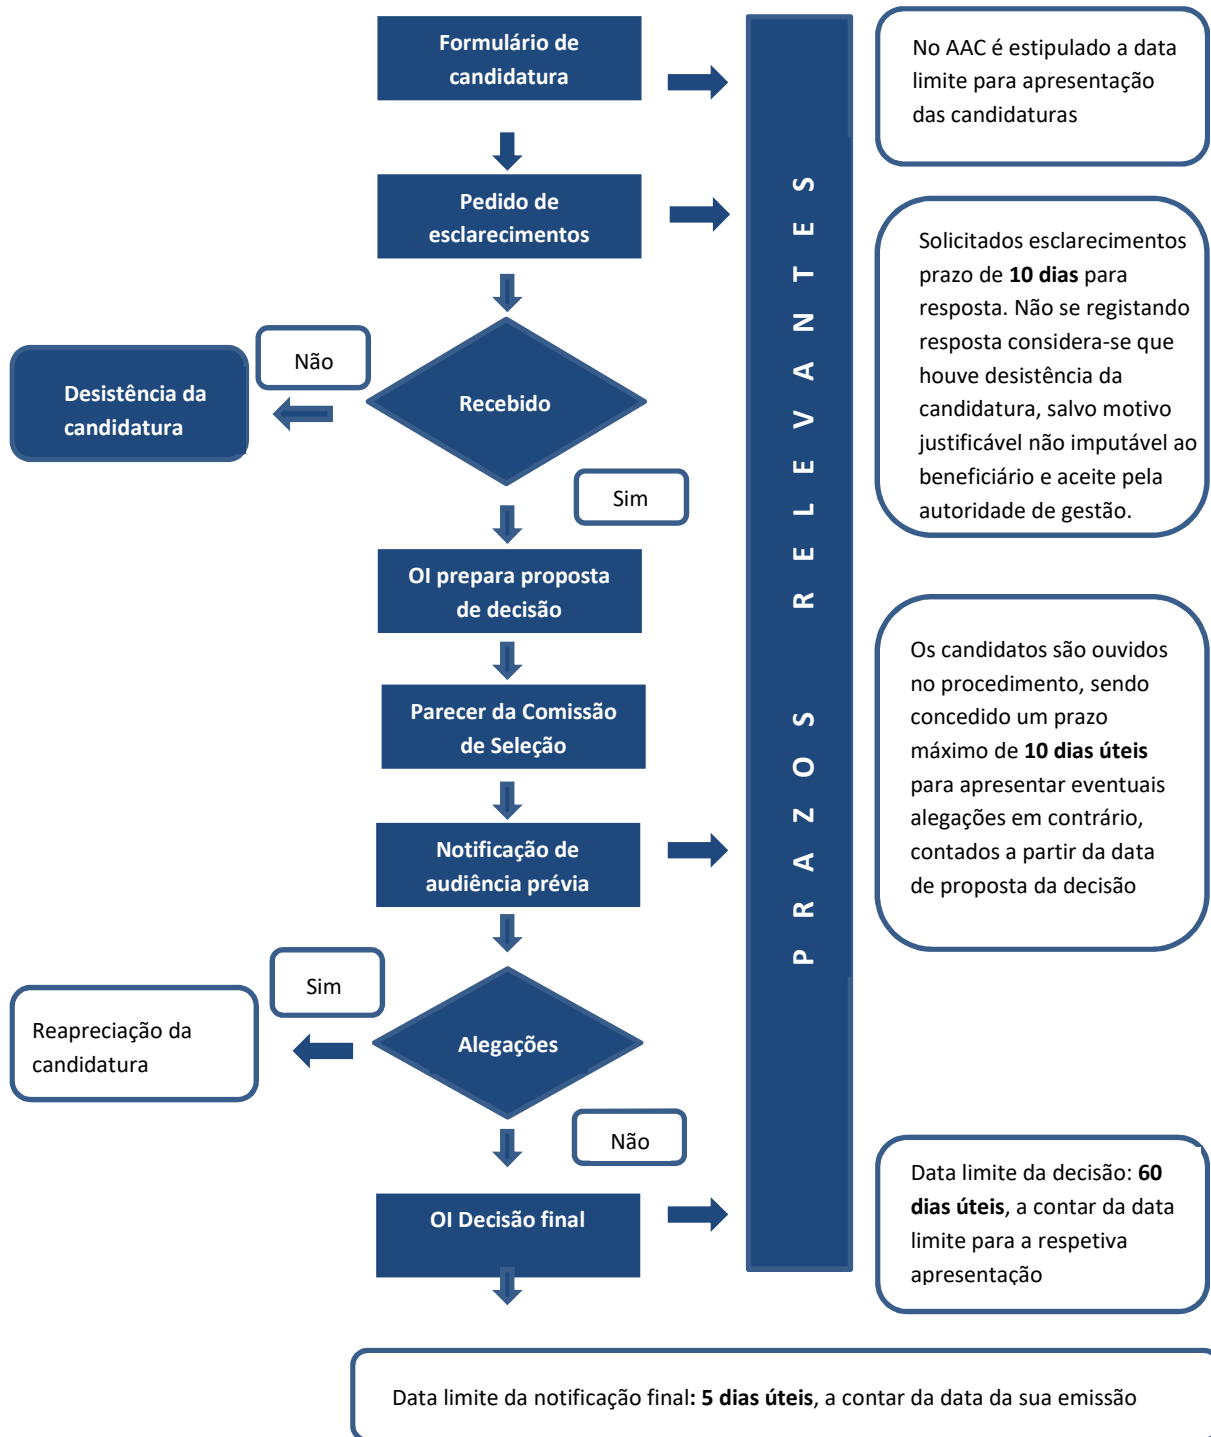 Formulário de
candidatura
No AAC é estipulado a data
limite para apresentação
das candidaturas
Pedido de
esclarecimentos
Solicitados esclarecimentos
prazo de 10 dias para
resposta. Não se registando
resposta considera-se que
houve desistência da
candidatura, salvo motivo
justificável não imputável ao
beneficiário e aceite pela
autoridade de gestão.
Não
Desistência da
candidatura
Recebido
Sim
OI prepara proposta
de decisão
Parecer da Comissão
de Seleção
Notificação de
audiência prévia
Os candidatos são ouvidos
no procedimento, sendo
concedido um prazo
máximo de 10 dias úteis
para apresentar eventuais
alegações em contrário,
contados a partir da data
de proposta da decisão
Sim
Reapreciação da
candidatura
Alegações
Não
OI Decisão final
Data limite da decisão: 60
dias úteis, a contar da data
limite para a respetiva
apresentação
PRAZOS RELEVANTES
Data limite da notificação final: 5 dias úteis, a contar da data da sua emissão